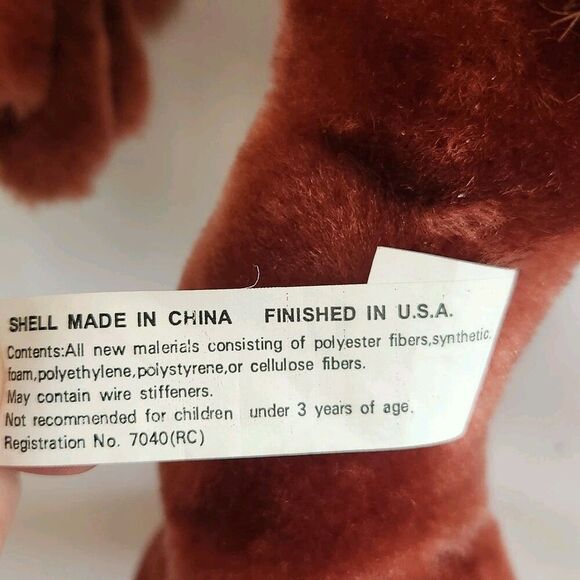 SHELL MADE IN CHINA FINISHED IN U.S.A.
Contents:All new materials consisting of polyester fibers,synthetic
foam,polyethylene,polystyrene,or cellulose fibers.
May contain wire stiffeners.
Not recommended for children under 3 years of age.
Registration No. 7040(RC)